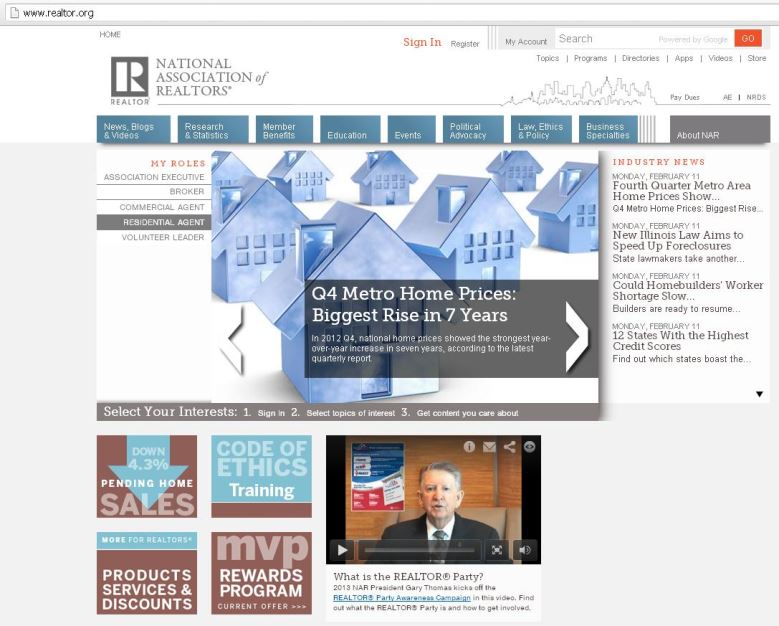 www.realtor.org
HOME
Sign In Register
My Account
Search
Powered by Google
GO
Topics | Programs | Directories | Apps | Videos | Store
R
REALTOR®
NATIONAL
ASSOCIATION of
REALTORS®
Pay Dues AE | NRDS
News, Blogs
& Videos
Research
& Statistics
Member
Benefits
Education
Events
Political
Advocacy
Law, Ethics
& Policy
Business
Specialties
About NAR
MY ROLES
ASSOCIATION EXECUTIVE
BROKER
COMMERCIAL AGENT
RESIDENTIAL AGENT
VOLUNTEER LEADER
Q4 Metro Home Prices:
Biggest Rise in 7 Years
In 2012 Q4, national home prices showed the strongest year-
over-year increase in seven years, according to the latest
quarterly report.
INDUSTRY NEWS
MONDAY, FEBRUARY 11
Fourth Quarter Metro Area
Home Prices Show...
Q4 Metro Home Prices: Biggest Rise...
MONDAY, FEBRUARY 11
New Illinois Law Aims to
Speed Up Foreclosures
State lawmakers take another...
MONDAY, FEBRUARY 11
Could Homebuilders' Worker
Shortage Slow...
Builders are ready to resume...
MONDAY, FEBRUARY 11
12 States With the Highest
Credit Scores
Find out which states boast the...
Select Your Interests: 1. Sign In 2. Select topics of interest 3. Get content you care about
DOWN
4.3%
PENDING HOME
SALES
CODE OF
ETHICS
Training
MORE FOR REALTORS®
PRODUCTS
SERVICES &
DISCOUNTS
mvp
REWARDS
PROGRAM
CURRENT OFFER >>>
What is the REALTOR® Party?
2013 NAR President Gary Thomas kicks off the
REALTOR® Party Awareness Campaign in this video. Find
out what the REALTOR® Party is and how to get involved.